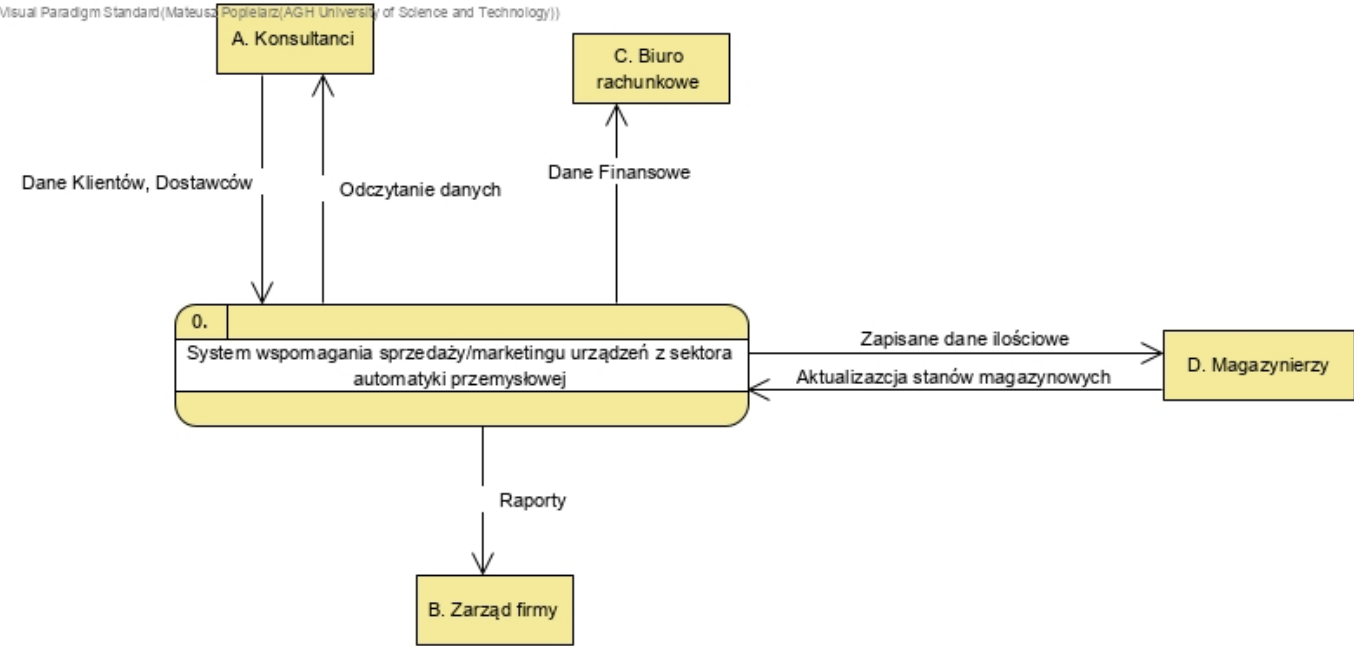 Visual Paradigm Standard(Mateusz Popielarz(AGH University of Science and Technology))
A. Konsultanci
C. Biuro
rachunkowe
Dane Klientów, Dostawców
Odczytanie danych
Dane Finansowe
0.
System wspomagania sprzedaży/marketingu urządzeń z sektora
automatyki przemysłowej
Zapisane dane ilościowe
Aktualizazcja stanów magazynowych
D. Magazynierzy
Raporty
B. Zarząd firmy